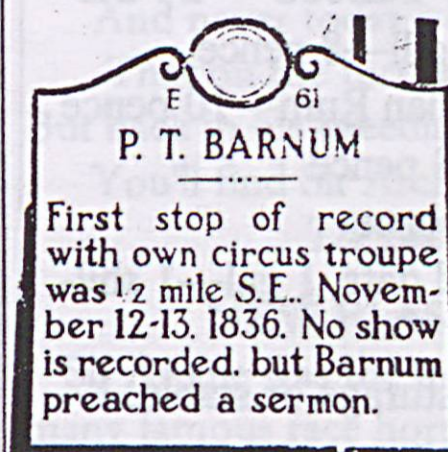 E 61
P. T. BARNUM
First stop of record
with own circus troupe
was 1/2 mile S.E., Novem-
ber 12-13, 1836. No show
is recorded, but Barnum
preached a sermon.